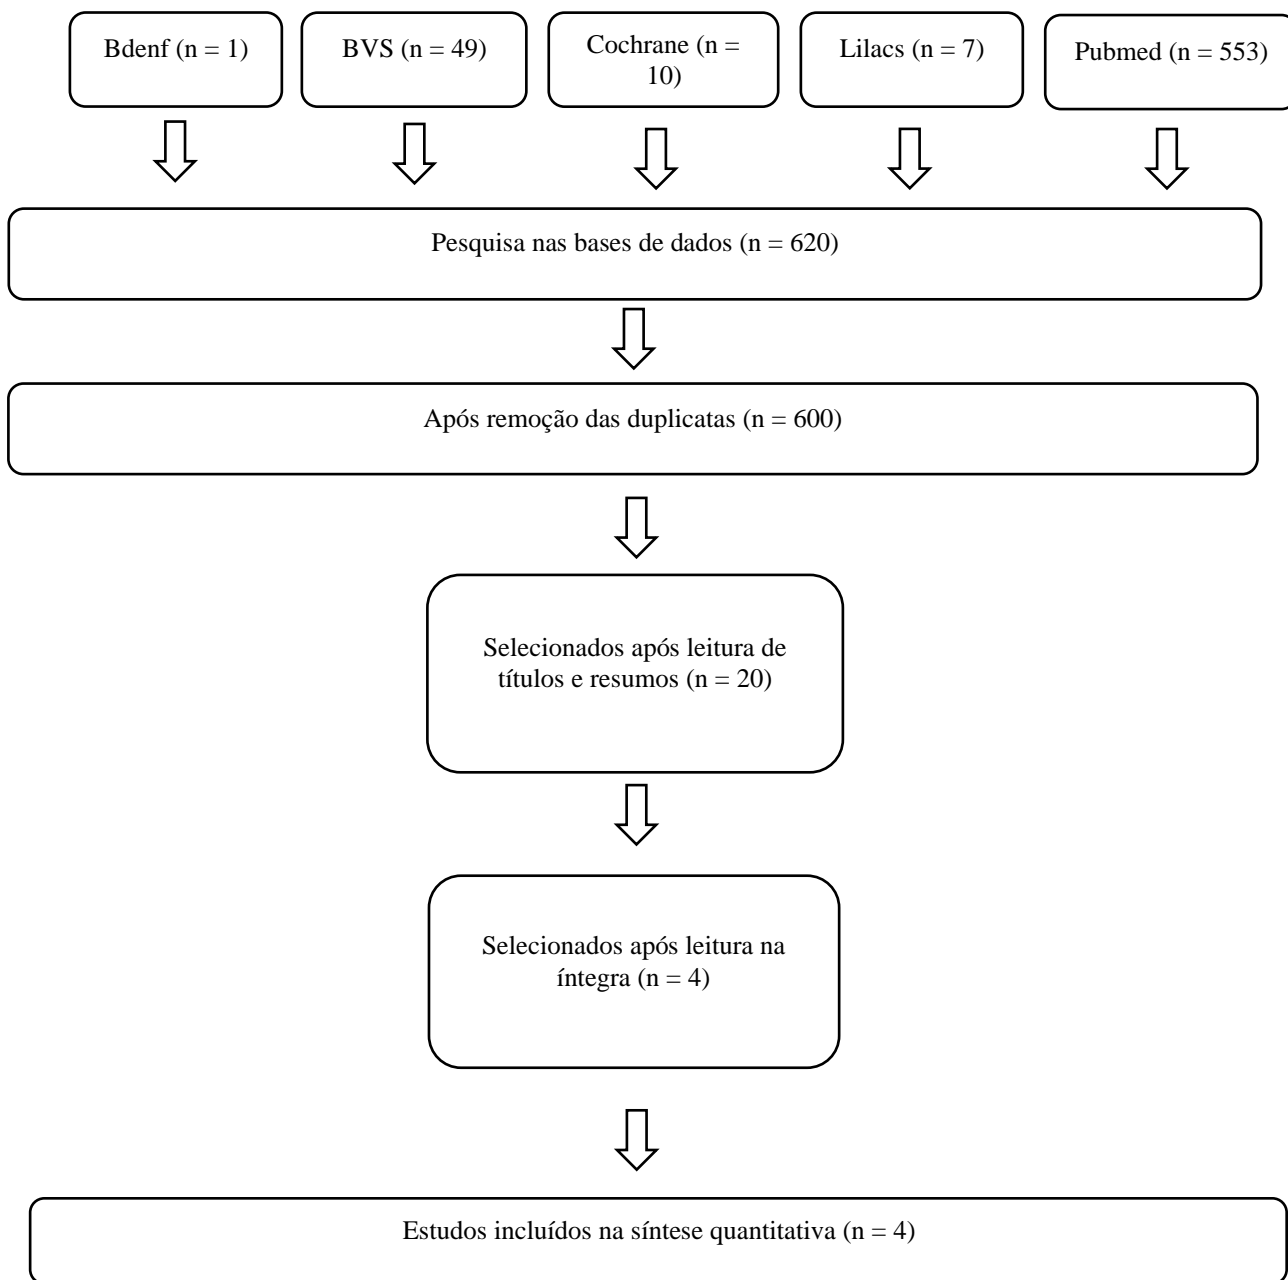 Bdenf (n = 1)
BVS (n = 49)
Cochrane (n =
10)
Lilacs (n = 7)
Pubmed (n = 553)
Pesquisa nas bases de dados (n = 620)
Após remoção das duplicatas (n = 600)
Selecionados após leitura de
títulos e resumos (n = 20)
Selecionados após leitura na
íntegra (n = 4)
Estudos incluídos na síntese quantitativa (n = 4)